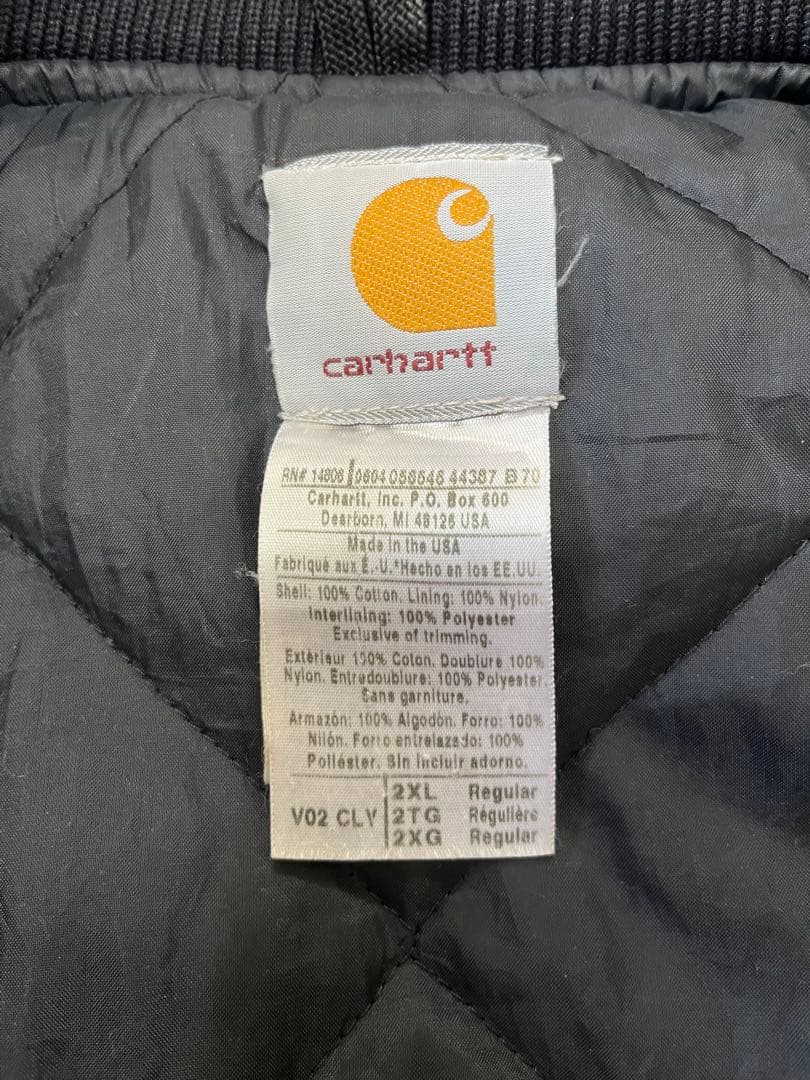 carhartt
RN# 14806 0604 056546 44387 B 70
Carhartt, Inc. P.O. Box 600
Dearborn, MI 48126 USA
Made in the USA
Fabriqué aux É.-U.*Hecho en los EE.UU.
Shell: 100% Cotton. Lining: 100% Nylon.
Interlining: 100% Polyester
Exclusive of trimming.
Extérieur 100% Coton. Doublure 100%
Nylon. Entredoublure: 100% Polyester.
Sans garniture.
Armazón: 100% Algodón. Forro: 100%
Nilón. Forro entrelazado: 100%
Poliéster. Sin incluir adorno.
V02 CLV
2XL Regular
2TG Régulière
2XG Regular